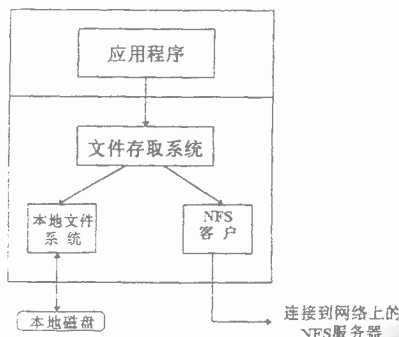 应用程序
文件存取系统
本地文件
系统
NFS
客户
本地磁盘
连接到网络上的
NFS服务器